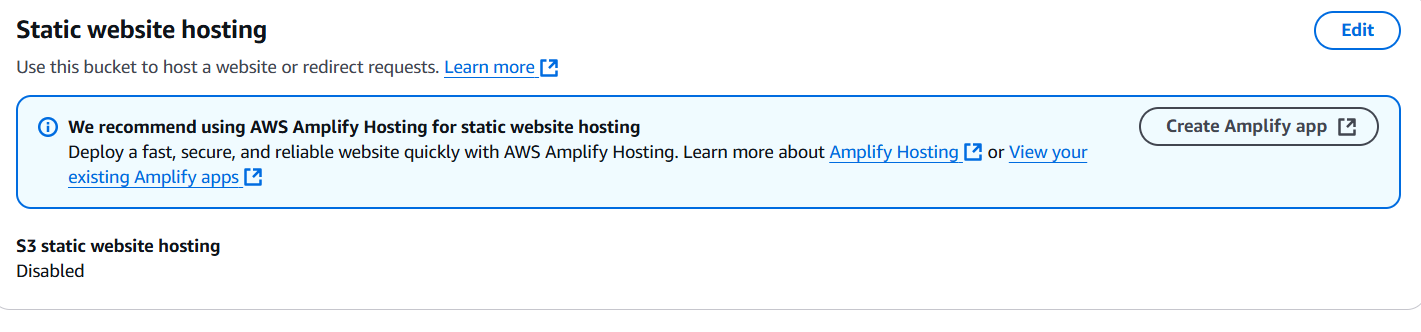 Static website hosting
Edit
Use this bucket to host a website or redirect requests. Learn more
We recommend using AWS Amplify Hosting for static website hosting
Create Amplify app
Deploy a fast, secure, and reliable website quickly with AWS Amplify Hosting. Learn more about Amplify Hosting or View your
existing Amplify apps
S3 static website hosting
Disabled